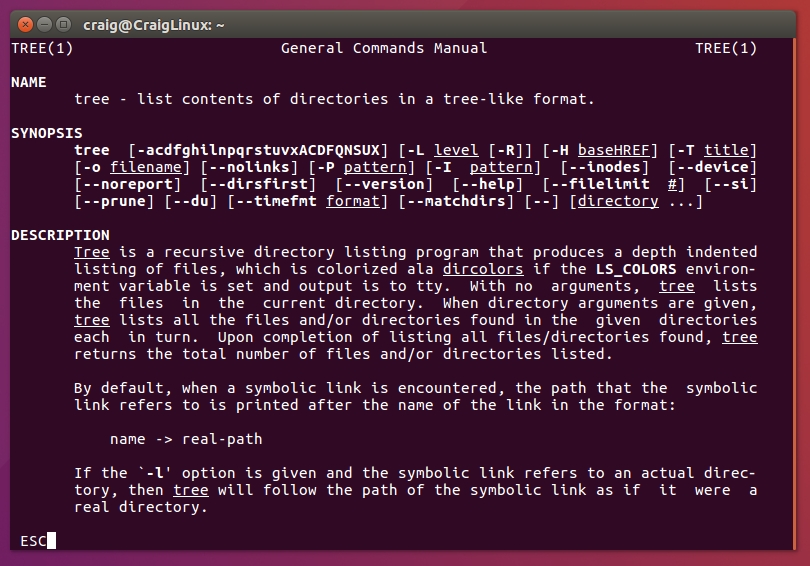 craig@CraigLinux: ~
TREE(1) General Commands Manual TREE(1)
NAME
tree - list contents of directories in a tree-like format.
SYNOPSIS
tree [-acdfghilnpqrstuvxACDFQNSUX] [-L level [-R]] [-H baseHREF] [-T title]
[-o filename] [--nolinks] [-P pattern] [-I pattern] [--inodes] [--device]
[--noreport] [--dirsfirst] [--version] [--help] [--filelimit #] [--si]
[--prune] [--du] [--timefmt format] [--matchdirs] [--] [directory ...]
DESCRIPTION
Tree is a recursive directory listing program that produces a depth indented
listing of files, which is colorized ala dircolors if the LS_COLORS environ-
ment variable is set and output is to tty. With no arguments, tree lists
the files in the current directory. When directory arguments are given,
tree lists all the files and/or directories found in the given directories
each in turn. Upon completion of listing all files/directories found, tree
returns the total number of files and/or directories listed.
By default, when a symbolic link is encountered, the path that the symbolic
link refers to is printed after the name of the link in the format:
name -> real-path
If the `-l' option is given and the symbolic link refers to an actual direc-
tory, then tree will follow the path of the symbolic link as if it were a
real directory.
ESC